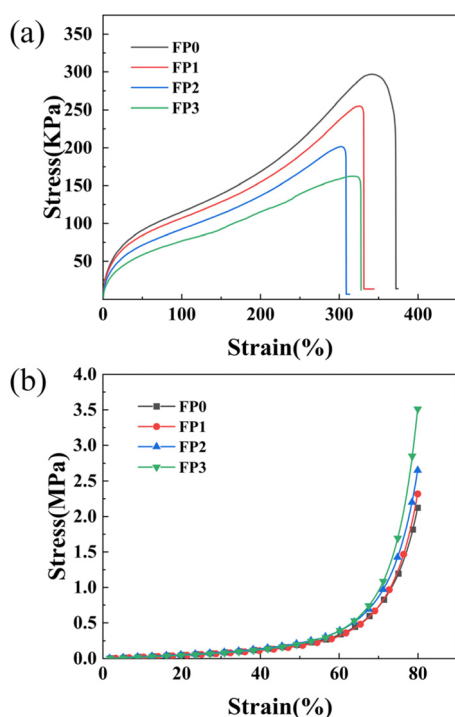 (a)
350
300
250
200
150
100
50
Stress(KPa)
FP0
FP1
FP2
FP3
0
100
200
300
400
Strain(%)
(b)
4.0
3.5
3.0
2.5
2.0
1.5
1.0
0.5
0.0
Stress(MPa)
FP0
FP1
FP2
FP3
0
20
40
60
80
Strain(%)